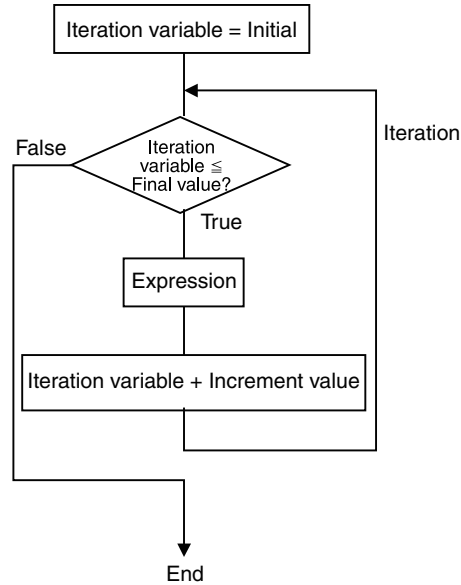 Iteration variable = Initial
Iteration
False
Iteration
variable ≦
Final value?
True
Expression
Iteration variable + Increment value
End